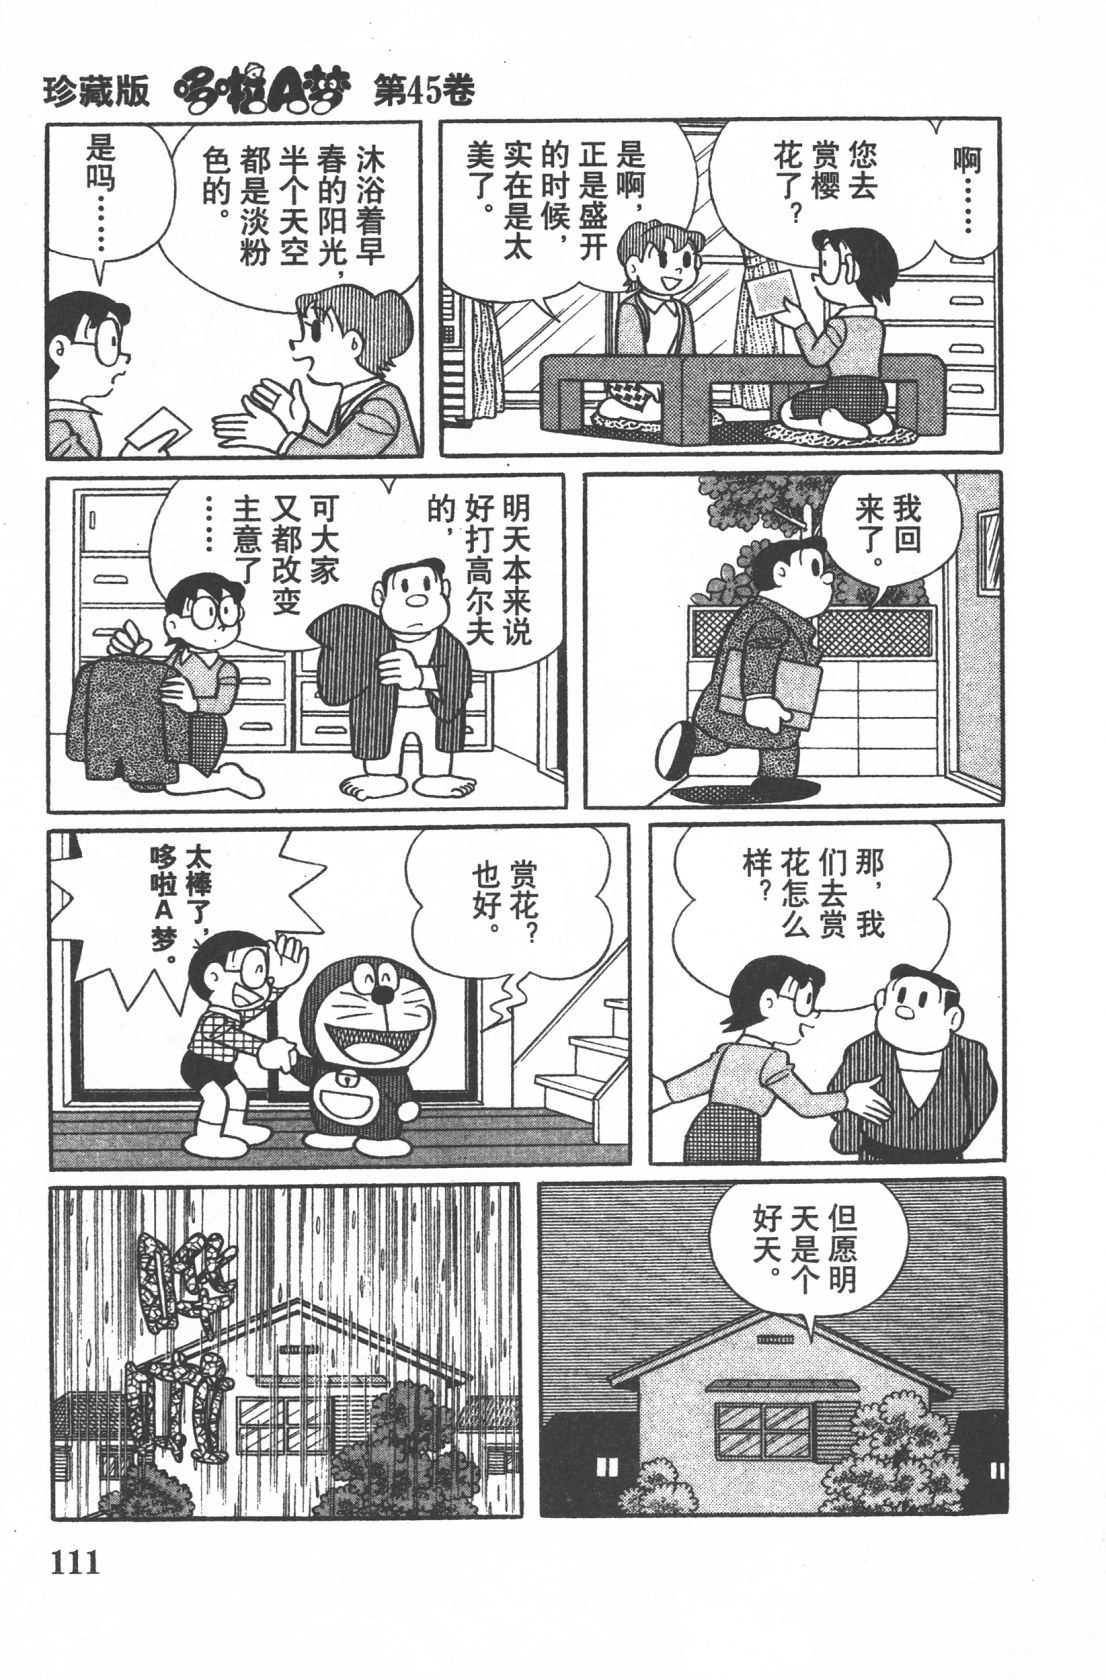 珍藏版 哆啦A梦 第45卷
啊……
您去
赏樱
花了？
是啊，
正是盛开
的时候，
实在是太
美了。
沐浴着早
春的阳光，
半个天空
都是淡粉
色的。
是吗……
我回
来了。
明天本来说
好打高尔夫
的，
可大家
又都改变
主意了
……
那，我
们去赏
花怎么
样？
赏花？
也好。
太棒了，
哆啦A梦。
但愿明
天是个
好天。
111